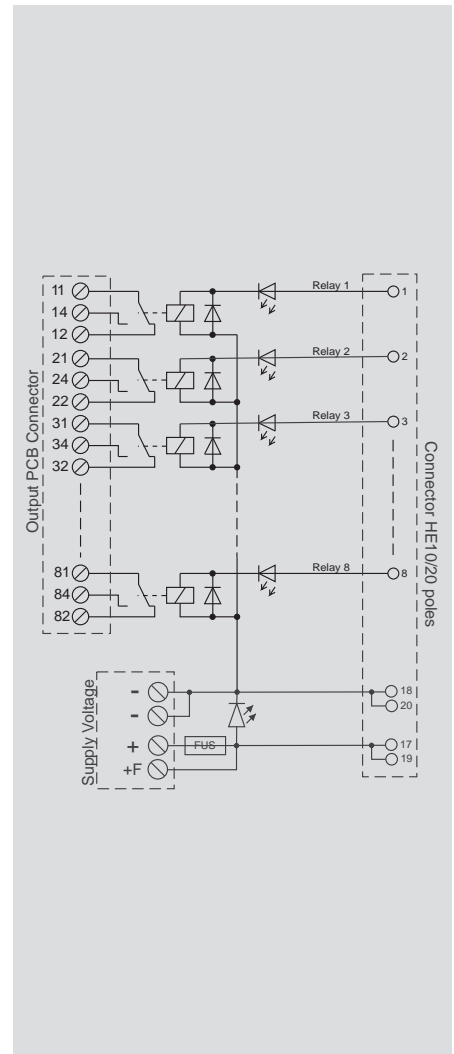 Output PCB Connector
11
14
12
21
24
22
31
34
32
81
84
82
Relay 1
Relay 2
Relay 3
Relay 8
1
2
3
8
Connector HE10/20 poles
Supply Voltage
-
-
+
+F
FUS
18
20
17
19